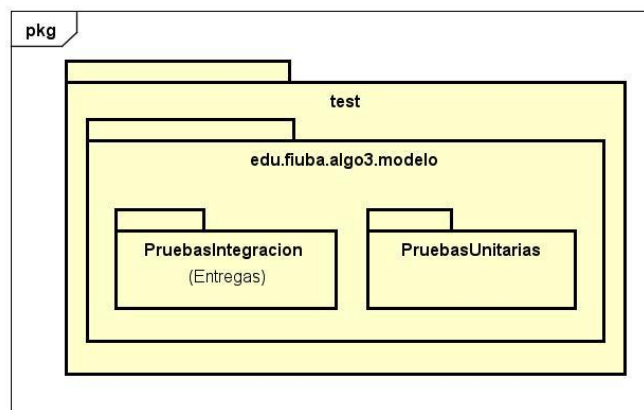 pkg
test
edu.fiuba.algo3.modelo
PruebasIntegracion
(Entregas)
PruebasUnitarias